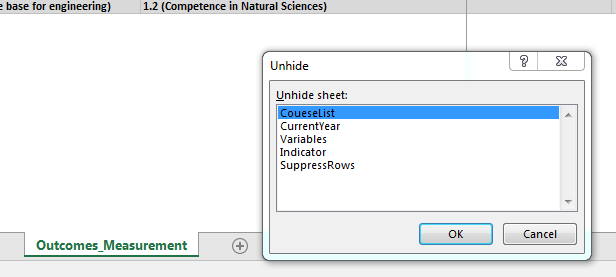 e base for engineering) 1.2 (Competence in Natural Sciences)
Unhide
?
Unhide sheet:
CoueseList
CurrentYear
Variables
Indicator
SuppressRows
OK Cancel
Outcomes_Measurement